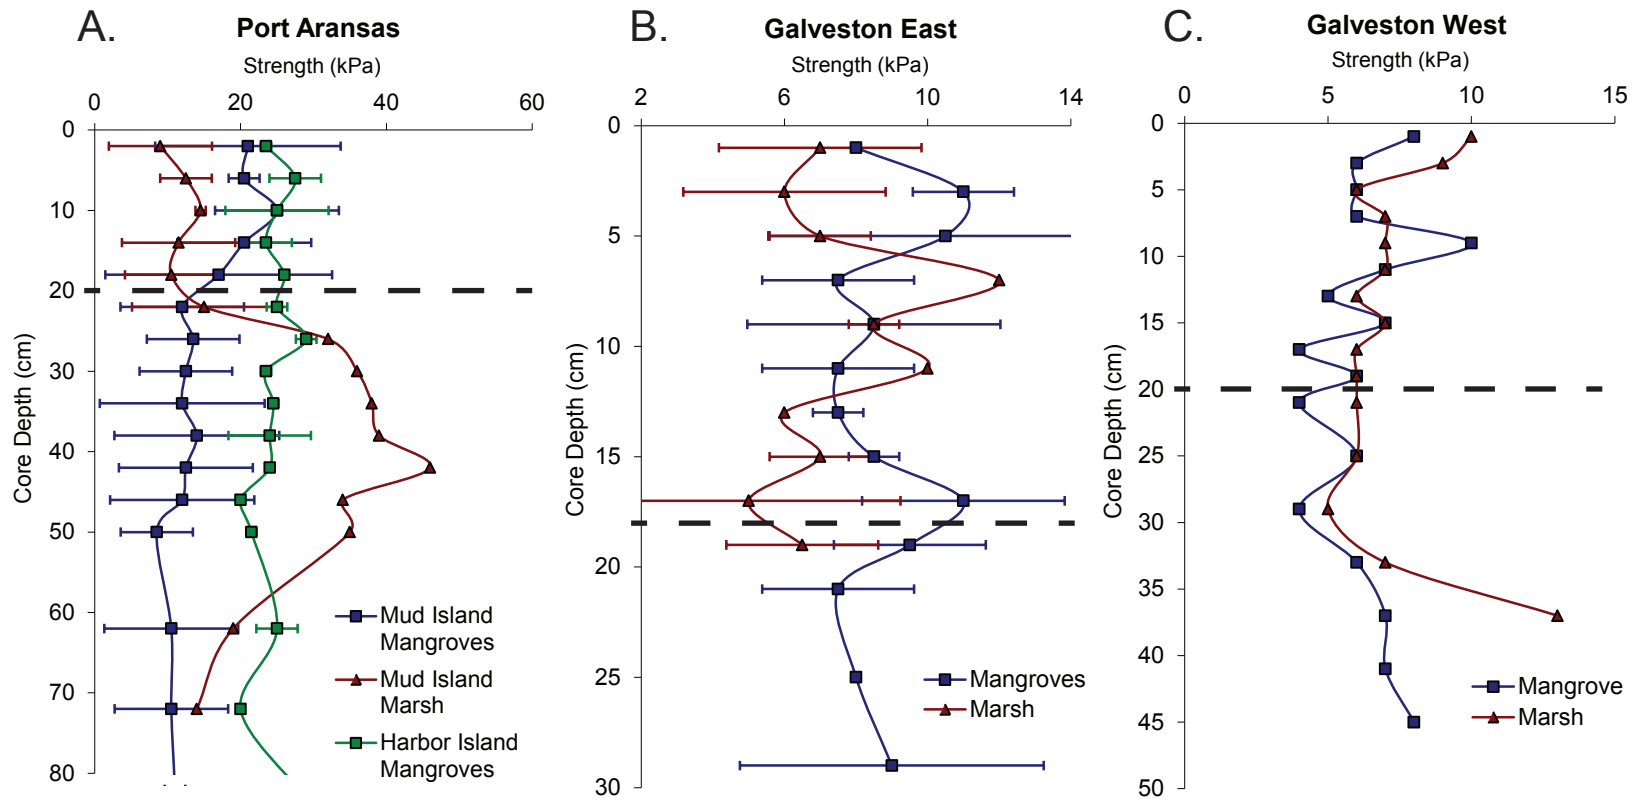 A.
Port Aransas
Strength (kPa)
0 20 40 60
0
10
20
30
40
50
60
70
80
Core Depth (cm)
Mud Island
Mangroves
Mud Island
Marsh
Harbor Island
Mangroves
B.
Galveston East
Strength (kPa)
2 6 10 14
0
5
10
15
20
25
30
Core Depth (cm)
Mangroves
Marsh
C.
Galveston West
Strength (kPa)
0 5 10 15
0
5
10
15
20
25
30
35
40
45
50
Core Depth (cm)
Mangrove
Marsh